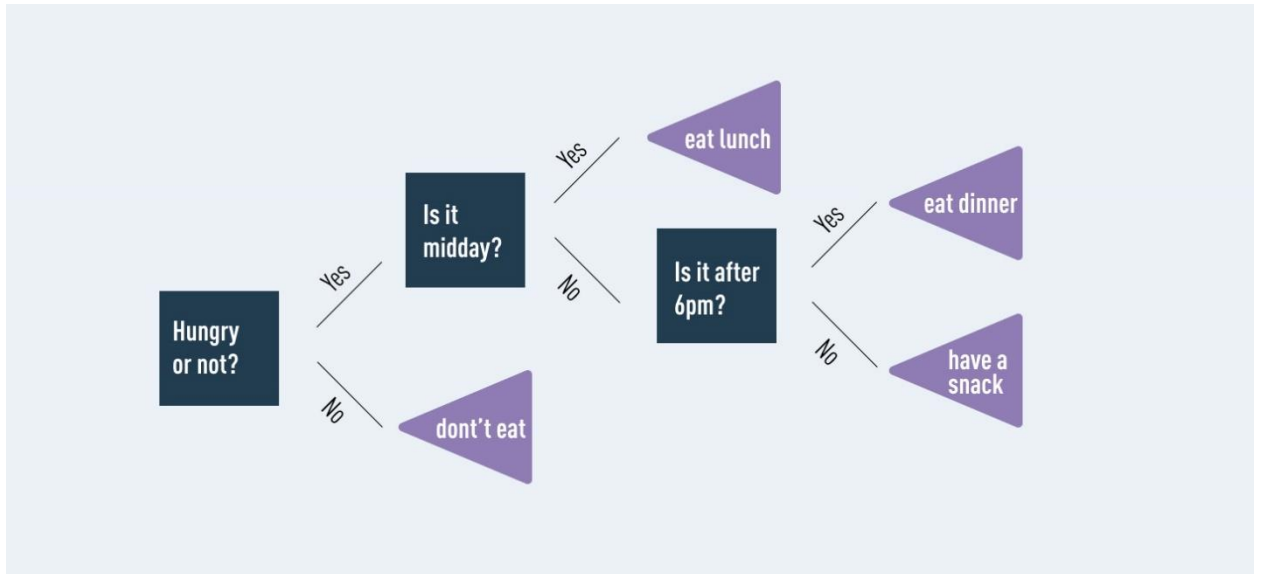 Hungry
or not?
Yes
No
Is it
midday?
dont't eat
Yes
No
eat lunch
Is it after
6pm?
Yes
No
eat dinner
have a
snack